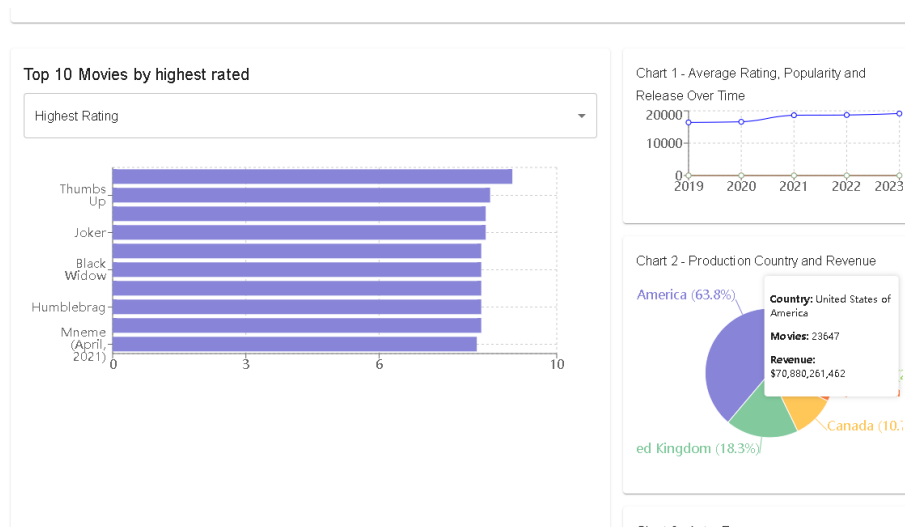 Top 10 Movies by highest rated
Highest Rating
Thumbs
Up
Joker
Black
Widow
Humblebrag
Mneme
(April,
2021)
0
3
6
10
Chart 1 - Average Rating, Popularity and
Release Over Time
20000
10000
0
2019
2020
2021
2022
2023
Chart 2 - Production Country and Revenue
America (63.8%)
Country: United States of
America
Movies: 23647
Revenue:
$70,880,261,462
Canada (10.
ed Kingdom (18.3%)